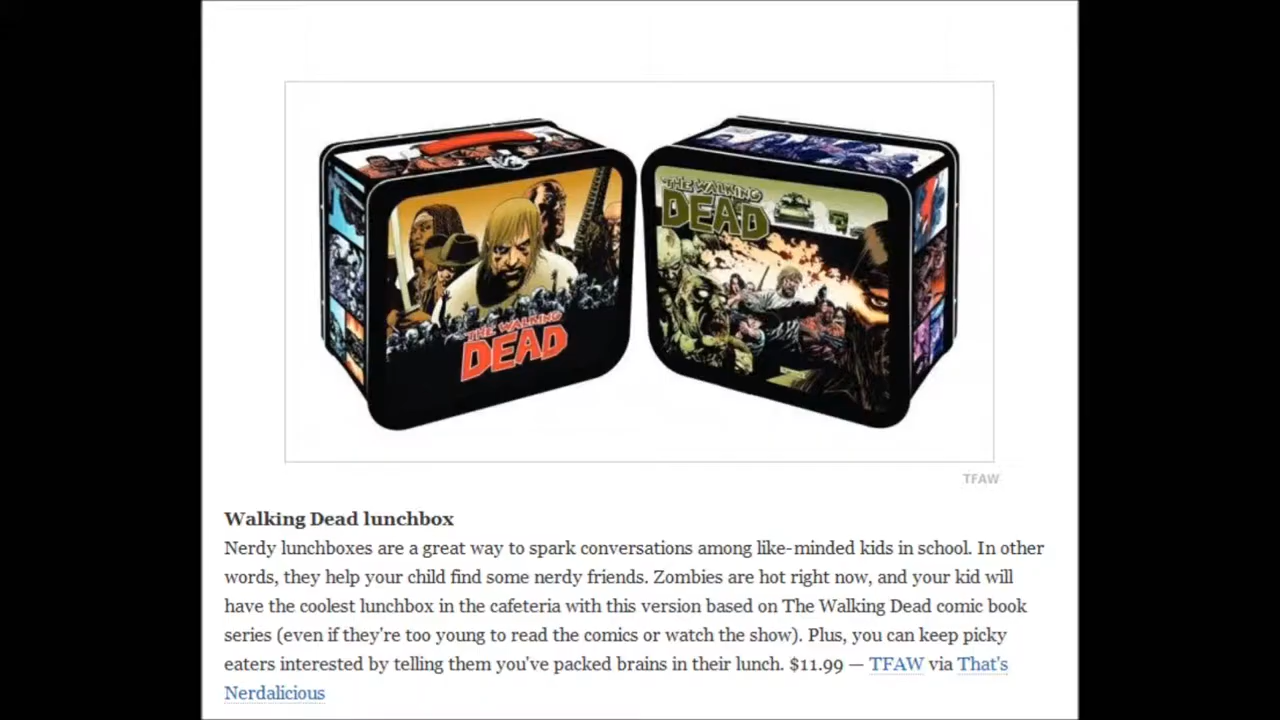 THE WALKING
DEAD
THE WALKING
DEAD
TFAW
Walking Dead lunchbox
Nerdy lunchboxes are a great way to spark conversations among like-minded kids in school. In other
words, they help your child find some nerdy friends. Zombies are hot right now, and your kid will
have the coolest lunchbox in the cafeteria with this version based on The Walking Dead comic book
series (even if they're too young to read the comics or watch the show). Plus, you can keep picky
eaters interested by telling them you've packed brains in their lunch. $11.99 — TFAW via That's
Nerdalicious